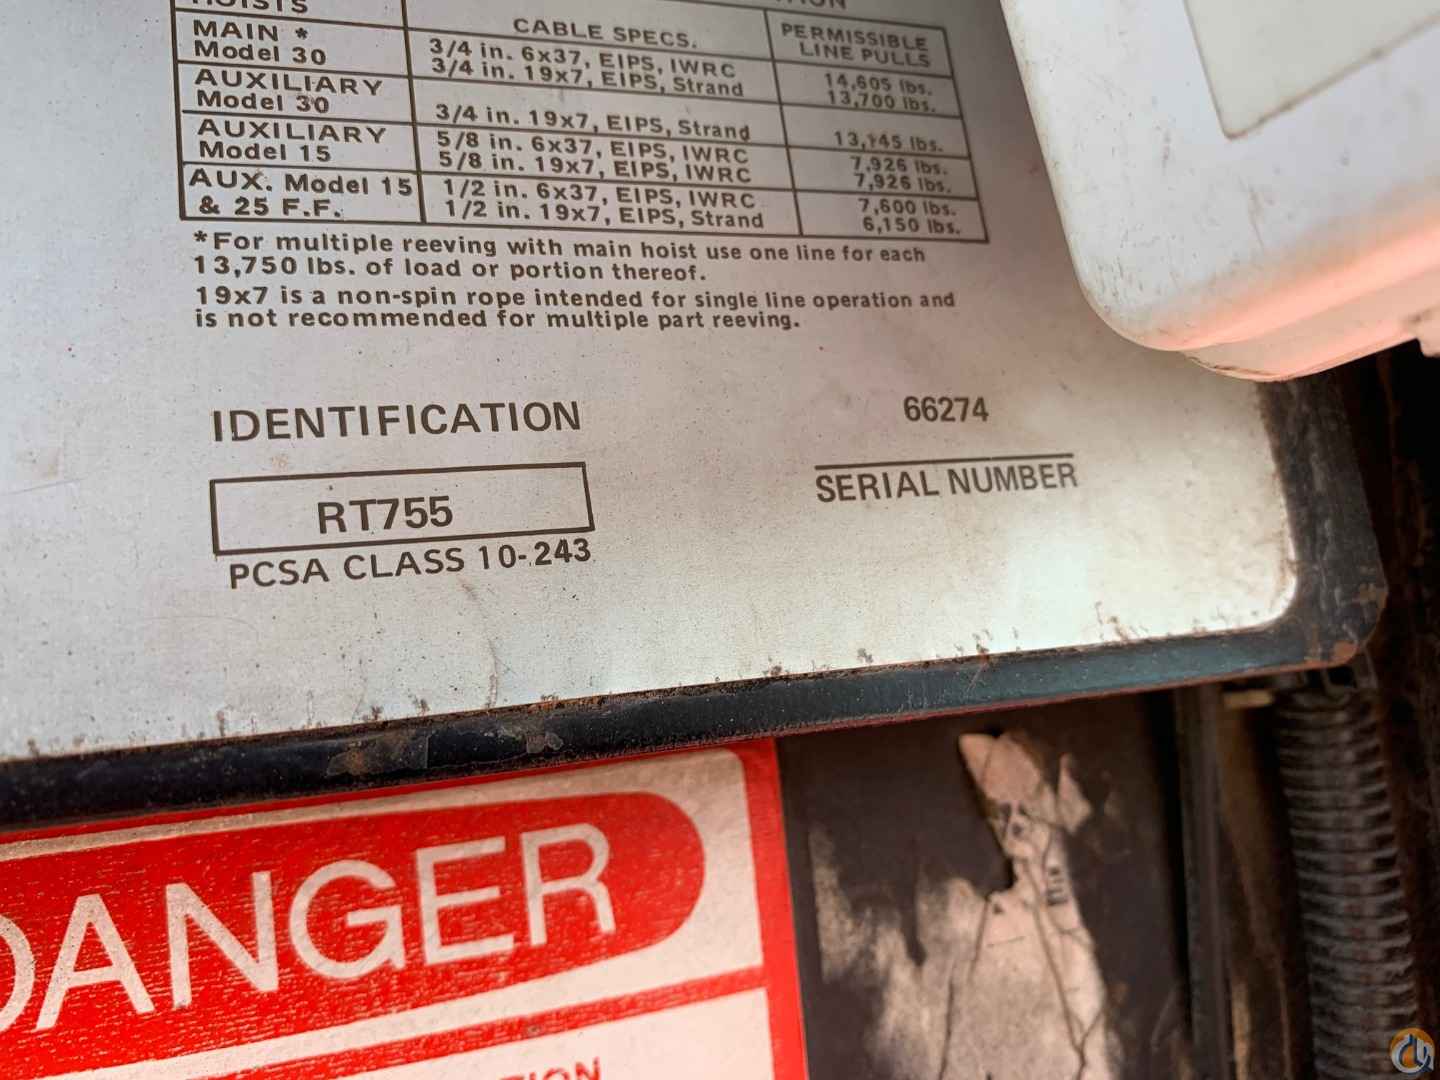 HOISTS
CABLE SPECS.
PERMISSIBLE
LINE PULLS
MAIN *
Model 30
3/4 in. 6x37, EIPS, IWRC
14,605 lbs.
3/4 in. 19x7, EIPS, Strand
13,700 lbs.
AUXILIARY
Model 30
3/4 in. 19x7, EIPS, Strand
13,145 lbs.
AUXILIARY
Model 15
5/8 in. 6x37, EIPS, IWRC
7,926 lbs.
5/8 in. 19x7, EIPS, IWRC
7,926 lbs.
AUX. Model 15
& 25 F.F.
1/2 in. 6x37, EIPS, IWRC
7,600 lbs.
1/2 in. 19x7, EIPS, Strand
6,150 lbs.
*For multiple reeving with main hoist use one line for each
13,750 lbs. of load or portion thereof.
19x7 is a non-spin rope intended for single line operation and
is not recommended for multiple part reeving.
IDENTIFICATION
66274
SERIAL NUMBER
RT755
PCSA CLASS 10-243
DANGER